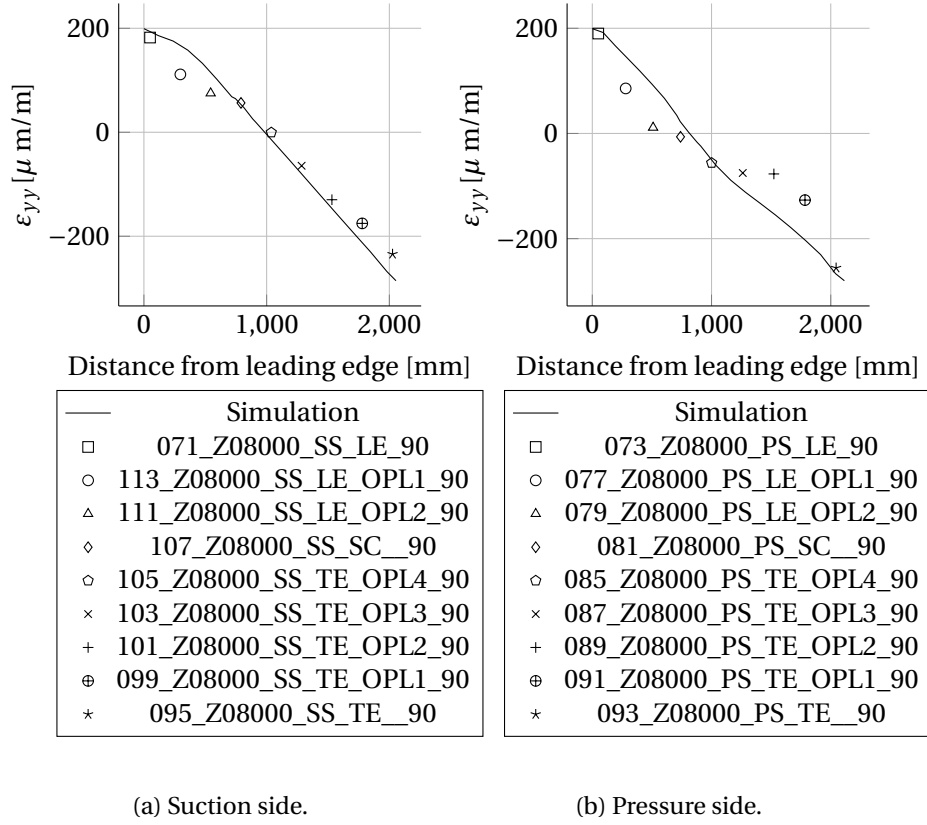 200
0
−200
0
1,000
2,000
ε_yy [μ m/m]
Distance from leading edge [mm]
Simulation
071_Z08000_SS_LE_90
113_Z08000_SS_LE_OPL1_90
111_Z08000_SS_LE_OPL2_90
107_Z08000_SS_SC__90
105_Z08000_SS_TE_OPL4_90
103_Z08000_SS_TE_OPL3_90
101_Z08000_SS_TE_OPL2_90
099_Z08000_SS_TE_OPL1_90
095_Z08000_SS_TE__90
(a) Suction side.
200
0
−200
0
1,000
2,000
ε_yy [μ m/m]
Distance from leading edge [mm]
Simulation
073_Z08000_PS_LE_90
077_Z08000_PS_LE_OPL1_90
079_Z08000_PS_LE_OPL2_90
081_Z08000_PS_SC__90
085_Z08000_PS_TE_OPL4_90
087_Z08000_PS_TE_OPL3_90
089_Z08000_PS_TE_OPL2_90
091_Z08000_PS_TE_OPL1_90
093_Z08000_PS_TE__90
(b) Pressure side.